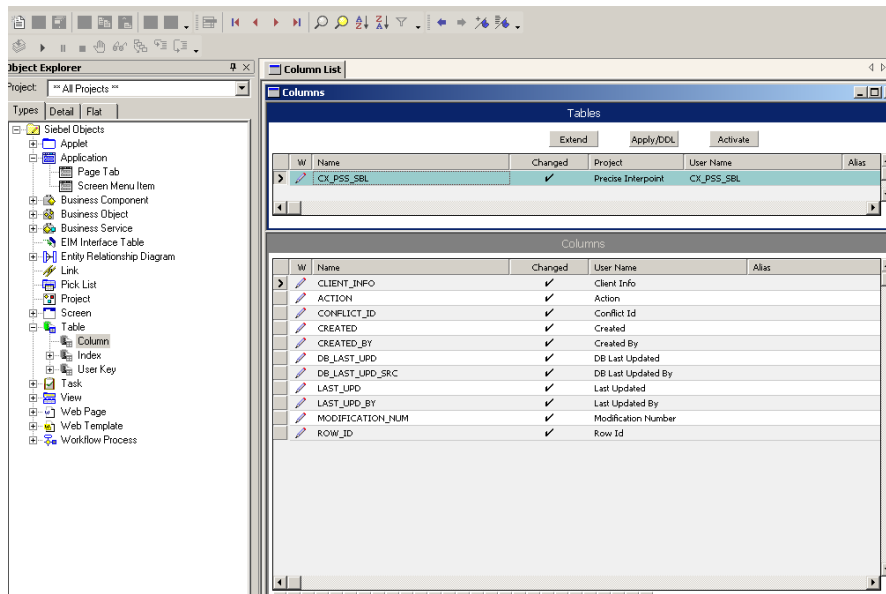 Object Explorer
Project: ** All Projects **
Types Detail Flat
Siebel Objects
Applet
Application
Page Tab
Screen Menu Item
Business Component
Business Object
Business Service
EIM Interface Table
Entity Relationship Diagram
Link
Pick List
Project
Screen
Table
Column
Index
User Key
Task
View
Web Page
Web Template
Workflow Process
Column List
Columns
Tables
Extend Apply/DDL Activate
W Name Changed Project User Name Alias
CX_PSS_SBL Precise Interpoint CX_PSS_SBL
Columns
W Name Changed User Name Alias
CLIENT_INFO Client Info
ACTION Action
CONFLICT_ID Conflict Id
CREATED Created
CREATED_BY Created By
DB_LAST_UPD DB Last Updated
DB_LAST_UPD_SRC DB Last Updated By
LAST_UPD Last Updated
LAST_UPD_BY Last Updated By
MODIFICATION_NUM Modification Number
ROW_ID Row Id